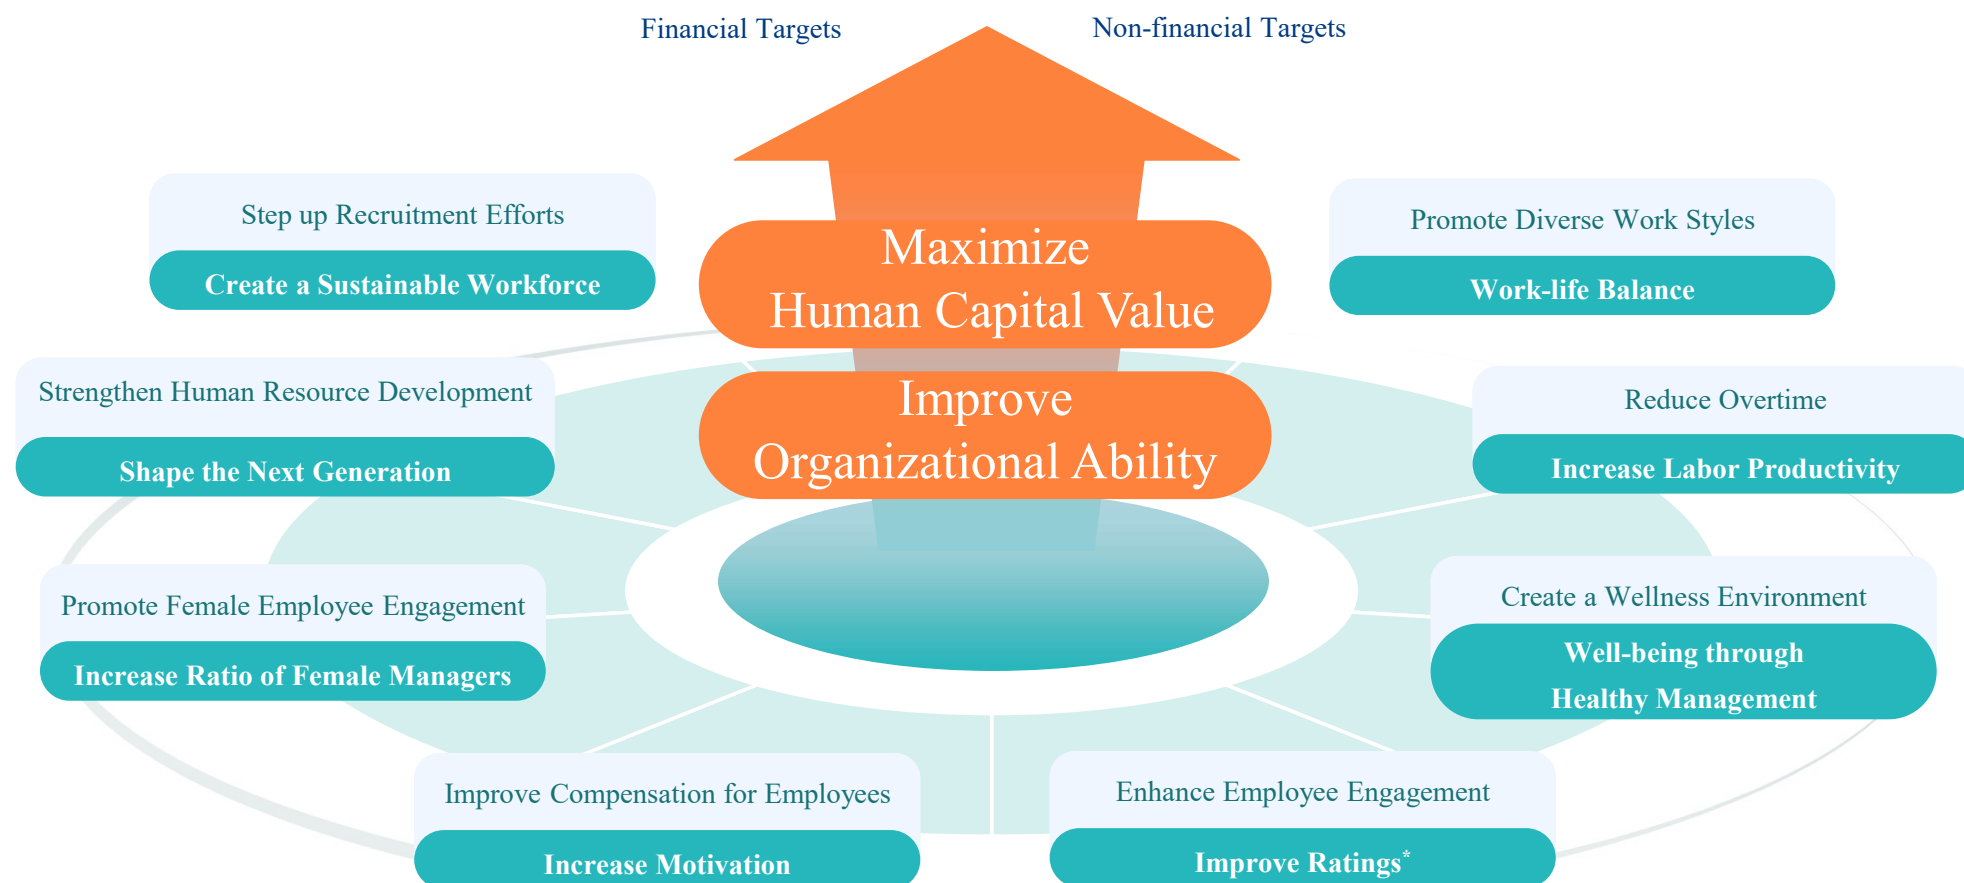 Financial Targets
Non-financial Targets
Step up Recruitment Efforts
Create a Sustainable Workforce
Maximize
Human Capital Value
Promote Diverse Work Styles
Work-life Balance
Strengthen Human Resource Development
Shape the Next Generation
Improve
Organizational Ability
Reduce Overtime
Increase Labor Productivity
Promote Female Employee Engagement
Increase Ratio of Female Managers
Create a Wellness Environment
Well-being through
Healthy Management
Improve Compensation for Employees
Increase Motivation
Enhance Employee Engagement
Improve Ratings*